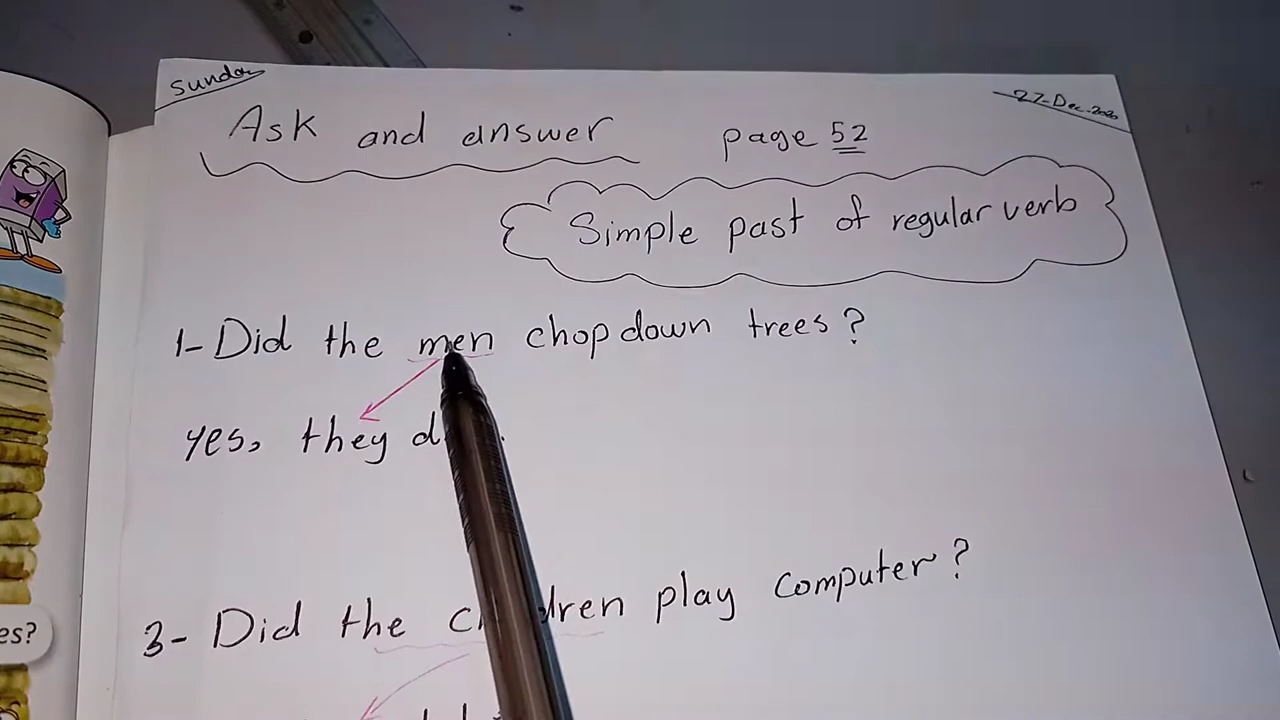 Sunday
27-Dec-2020
Ask and answer page 52
Simple past of regular verb
1- Did the men chop down trees?
yes, they
3- Did the children play computer?
es?